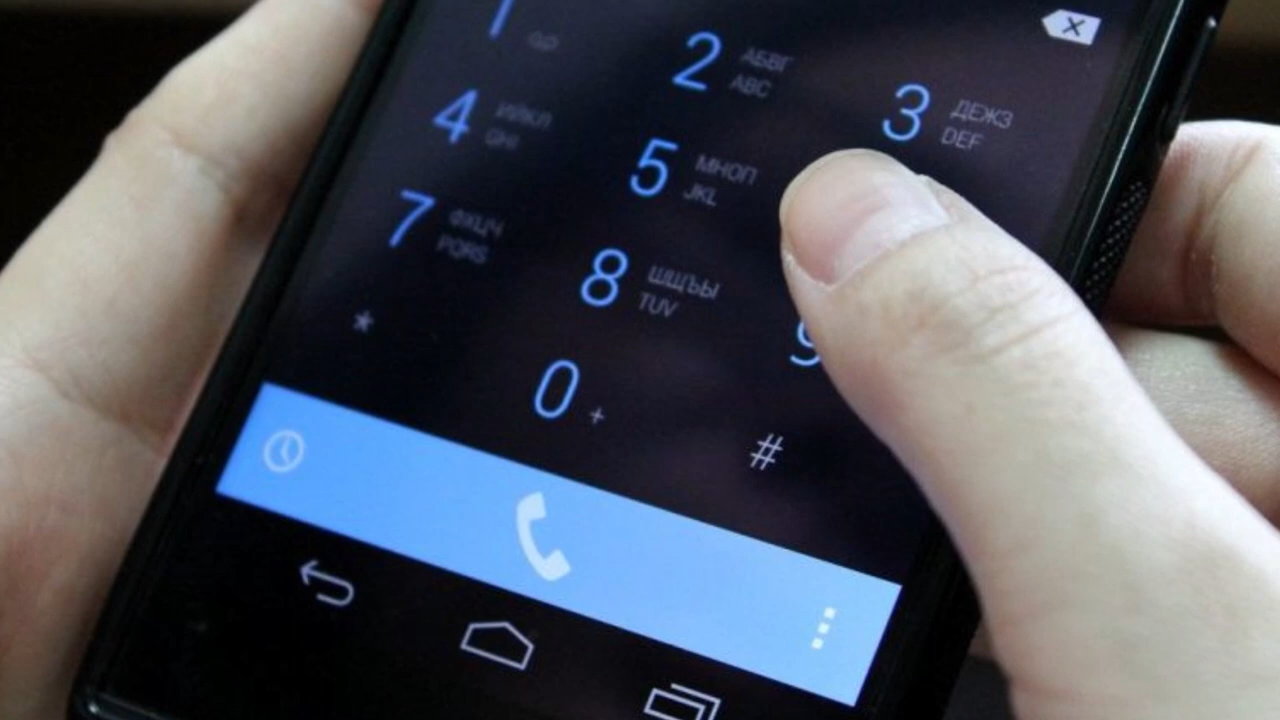 1
2 АБВГ
ABC
3 ДЕЖЗ
DEF
4 ИЙКЛ
GHI
5 МНОП
JKL
7 ФХЦЧ
PQRS
8 ШЩЪЫ
TUV
9
*
0 +
#